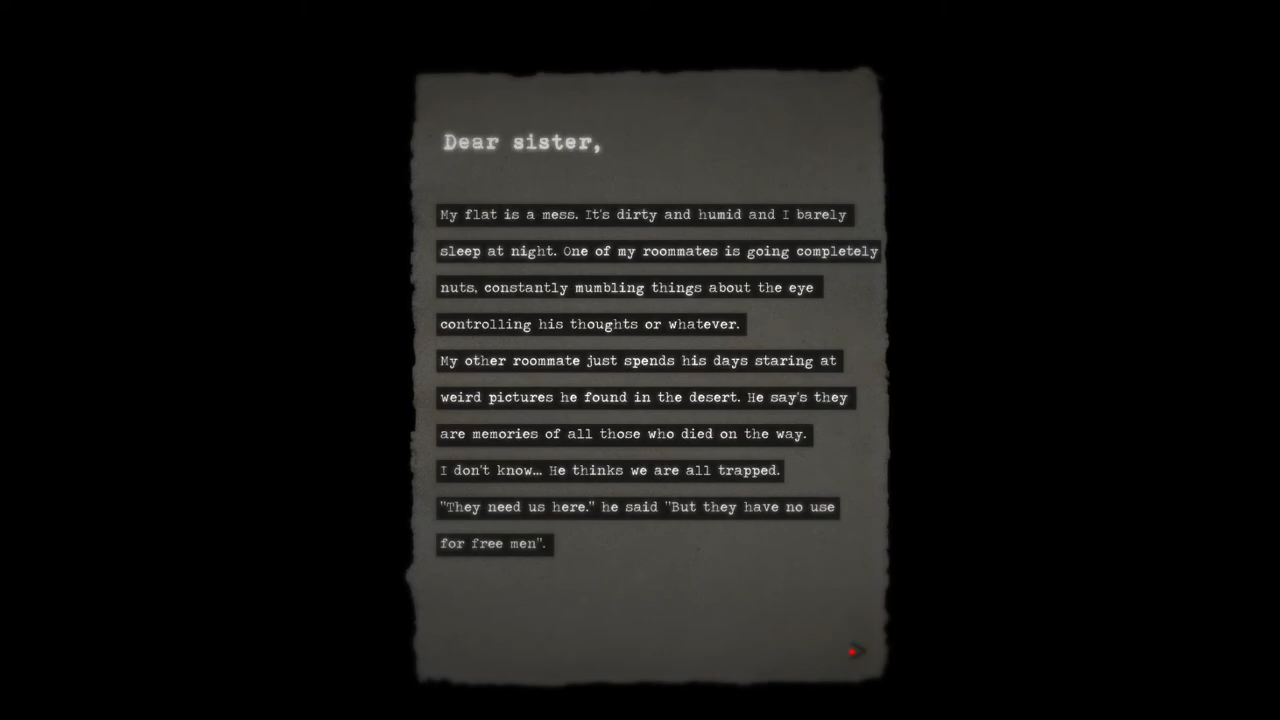 Dear sister,
My flat is a mess. It's dirty and humid and I barely
sleep at night. One of my roommates is going completely
nuts, constantly mumbling things about the eye
controlling his thoughts or whatever.
My other roommate just spends his days staring at
weird pictures he found in the desert. He say's they
are memories of all those who died on the way.
I don't know... He thinks we are all trapped.
"They need us here." he said "But they have no use
for free men".
>